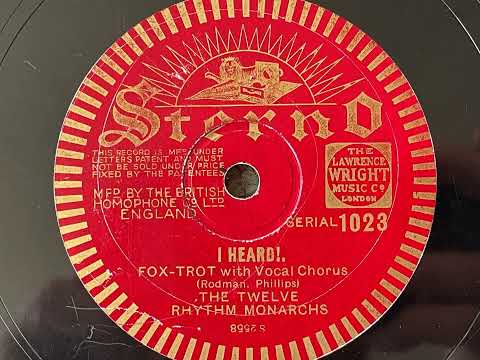 Sterno
THIS RECORD IS MFD UNDER
LETTERS PATENT AND MUST
NOT BE SOLD UNDER PRICE
FIXED BY THE PATENTEES
MFD BY THE BRITISH
HOMOPHONE Co LTD
ENGLAND
THE
LAWRENCE
WRIGHT
MUSIC Co
LONDON
SERIAL 1023
I HEARD!.
FOX-TROT with Vocal Chorus
(Rodman, Phillips)
THE TWELVE
RHYTHM MONARCHS
S 2558